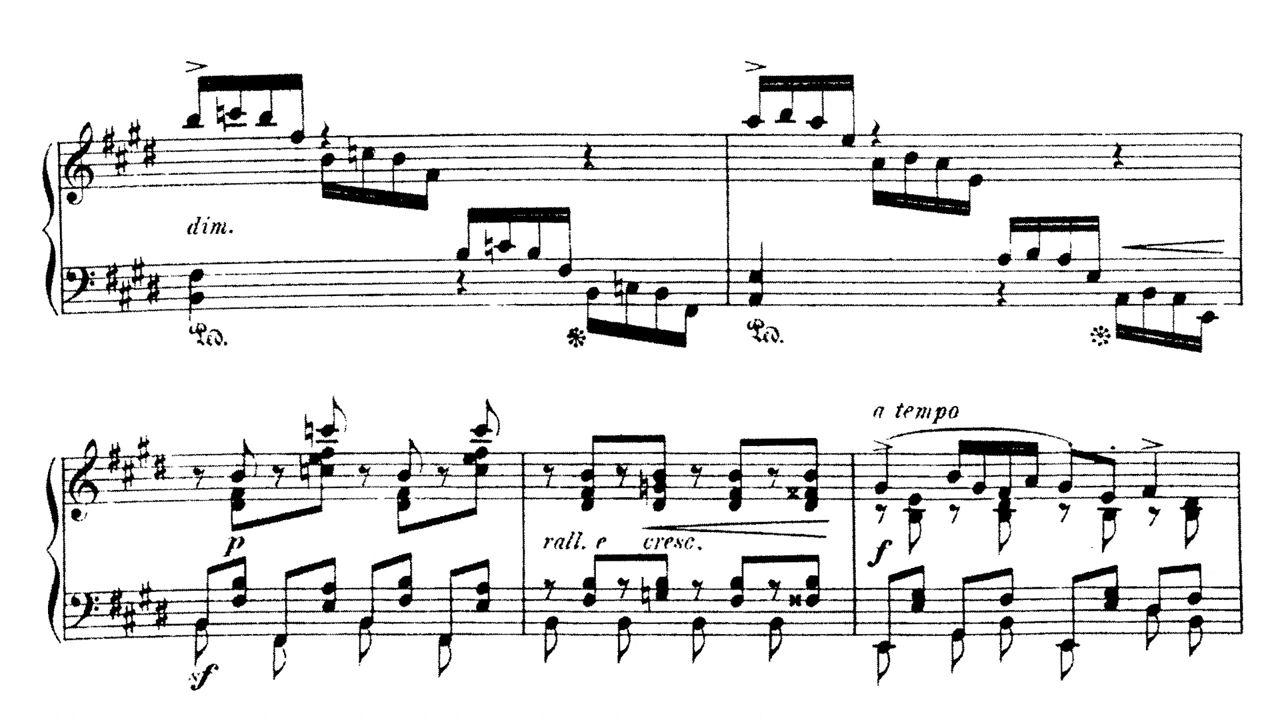 dim.
Ped. Ped.
a tempo
p rall. e cresc. f
sf